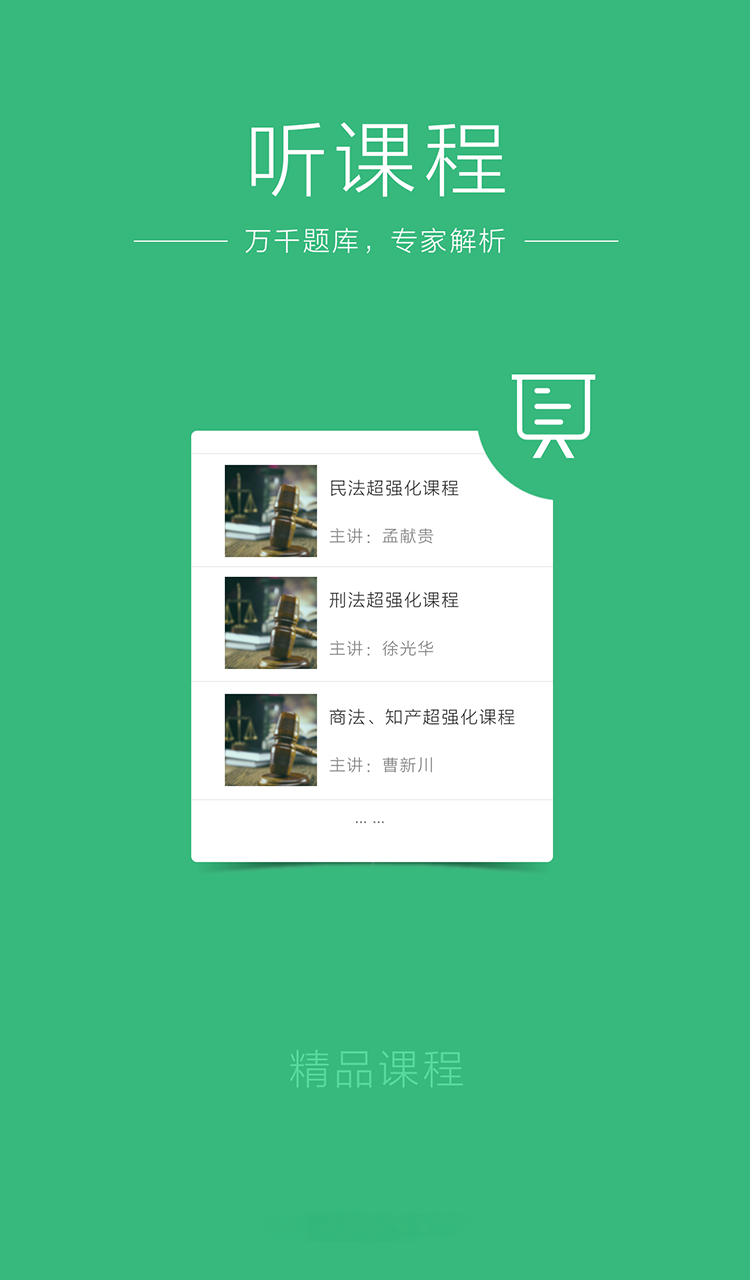 听课程
万千题库，专家解析
民法超强化课程
主讲：孟献贵
刑法超强化课程
主讲：徐光华
商法、知产超强化课程
主讲：曹新川
... ...
精品课程